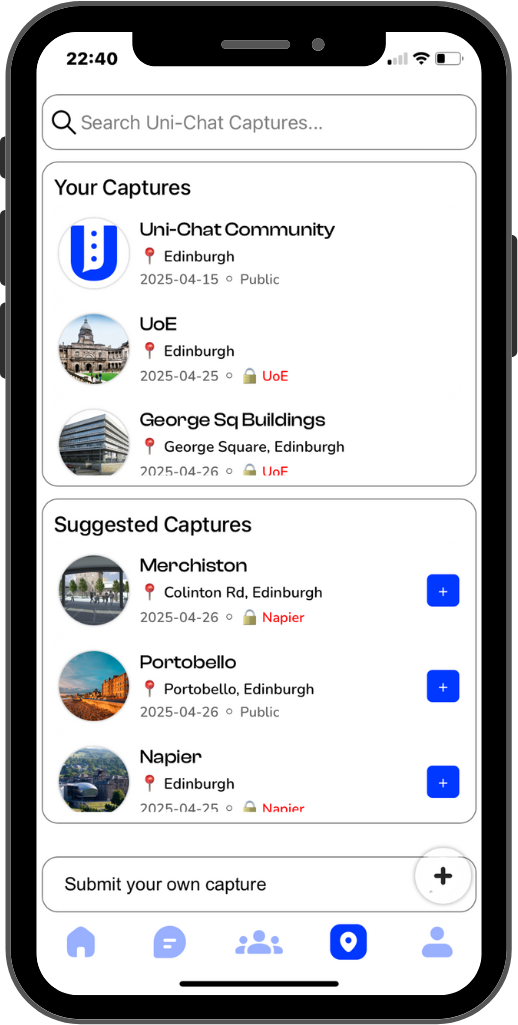 22:40
Search Uni-Chat Captures...
Your Captures
Uni-Chat Community
📍 Edinburgh
2025-04-15 ○ Public
UoE
📍 Edinburgh
2025-04-25 ○ 🔒 UoE
George Sq Buildings
📍 George Square, Edinburgh
2025-04-26 ○ 🔒 UoE
Suggested Captures
Merchiston
📍 Colinton Rd, Edinburgh
+
2025-04-26 ○ 🔒 Napier
Portobello
📍 Portobello, Edinburgh
+
2025-04-26 ○ Public
Napier
📍 Edinburgh
+
2025-04-25 ○ 🔒 Napier
Submit your own capture
+